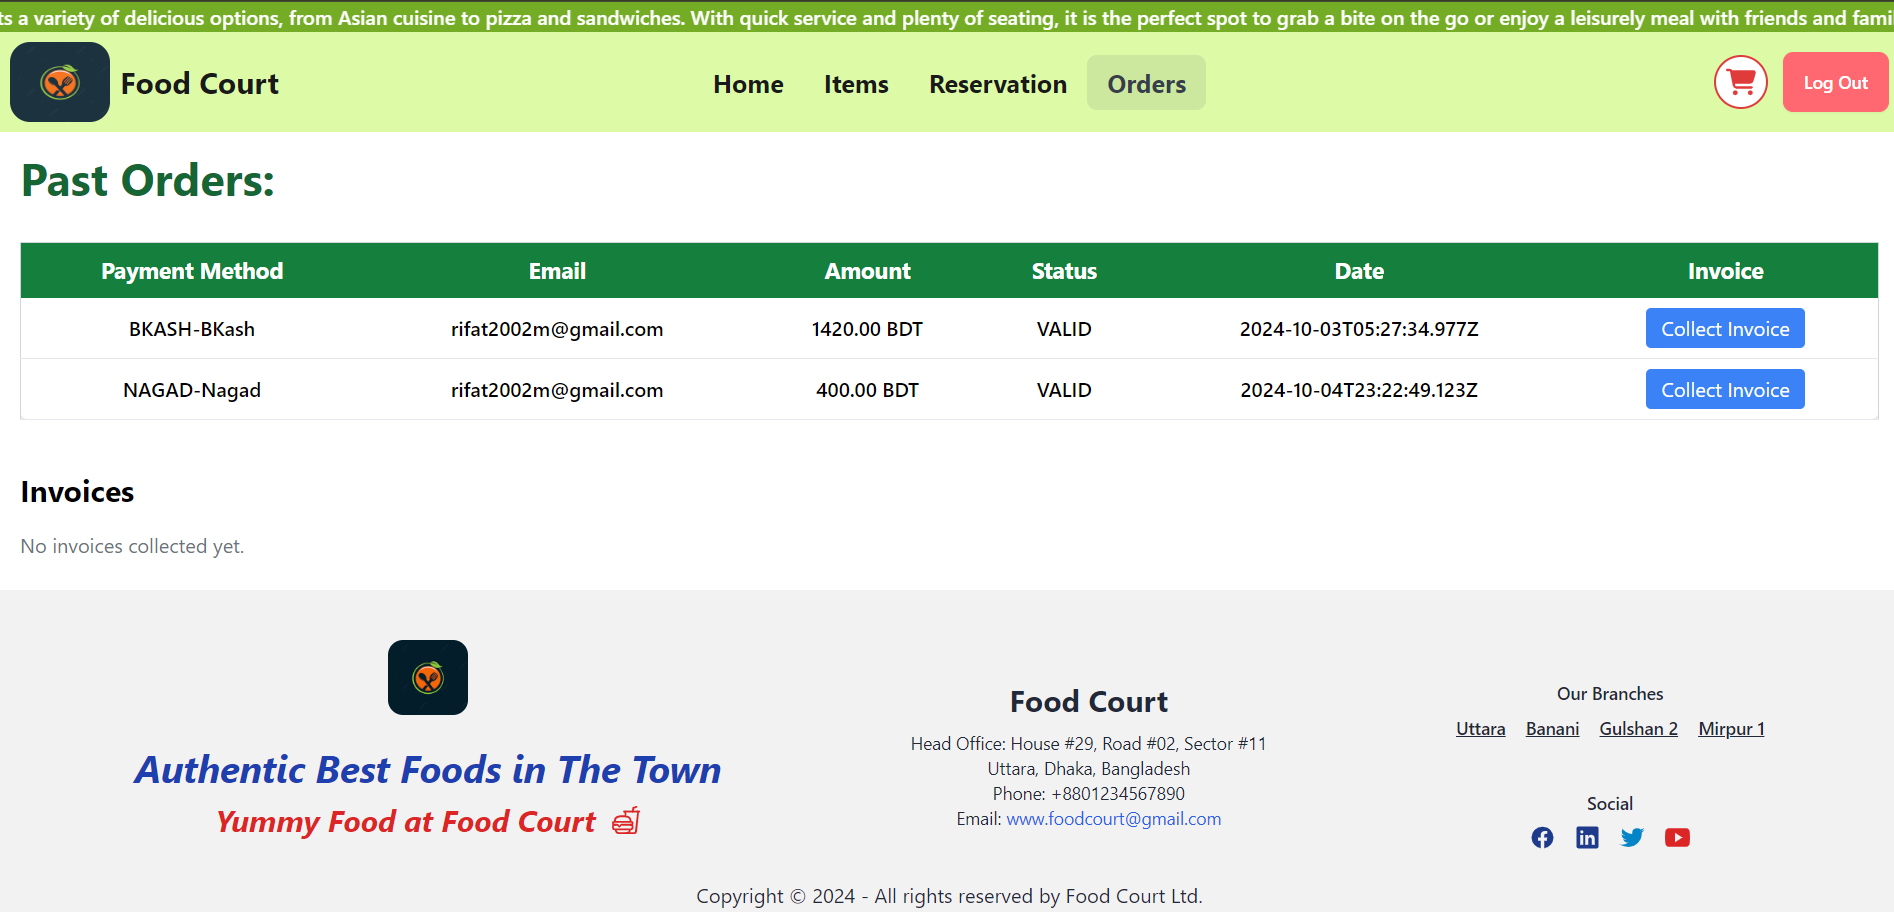 a variety of delicious options, from Asian cuisine to pizza and sandwiches. With quick service and plenty of seating, it is the perfect spot to grab a bite on the go or enjoy a leisurely meal with friends and
Food Court
Home
Items
Reservation
Orders
Log Out
Past Orders:
Payment Method Email Amount Status Date Invoice
BKASH-BKash rifat2002m@gmail.com 1420.00 BDT VALID 2024-10-03T05:27:34.977Z Collect Invoice
NAGAD-Nagad rifat2002m@gmail.com 400.00 BDT VALID 2024-10-04T23:22:49.123Z Collect Invoice
Invoices
No invoices collected yet.
Authentic Best Foods in The Town
Yummy Food at Food Court
Food Court
Head Office: House #29, Road #02, Sector #11
Uttara, Dhaka, Bangladesh
Phone: +8801234567890
Email: www.foodcourt@gmail.com
Our Branches
Uttara Banani Gulshan 2 Mirpur 1
Social
Copyright © 2024 - All rights reserved by Food Court Ltd.